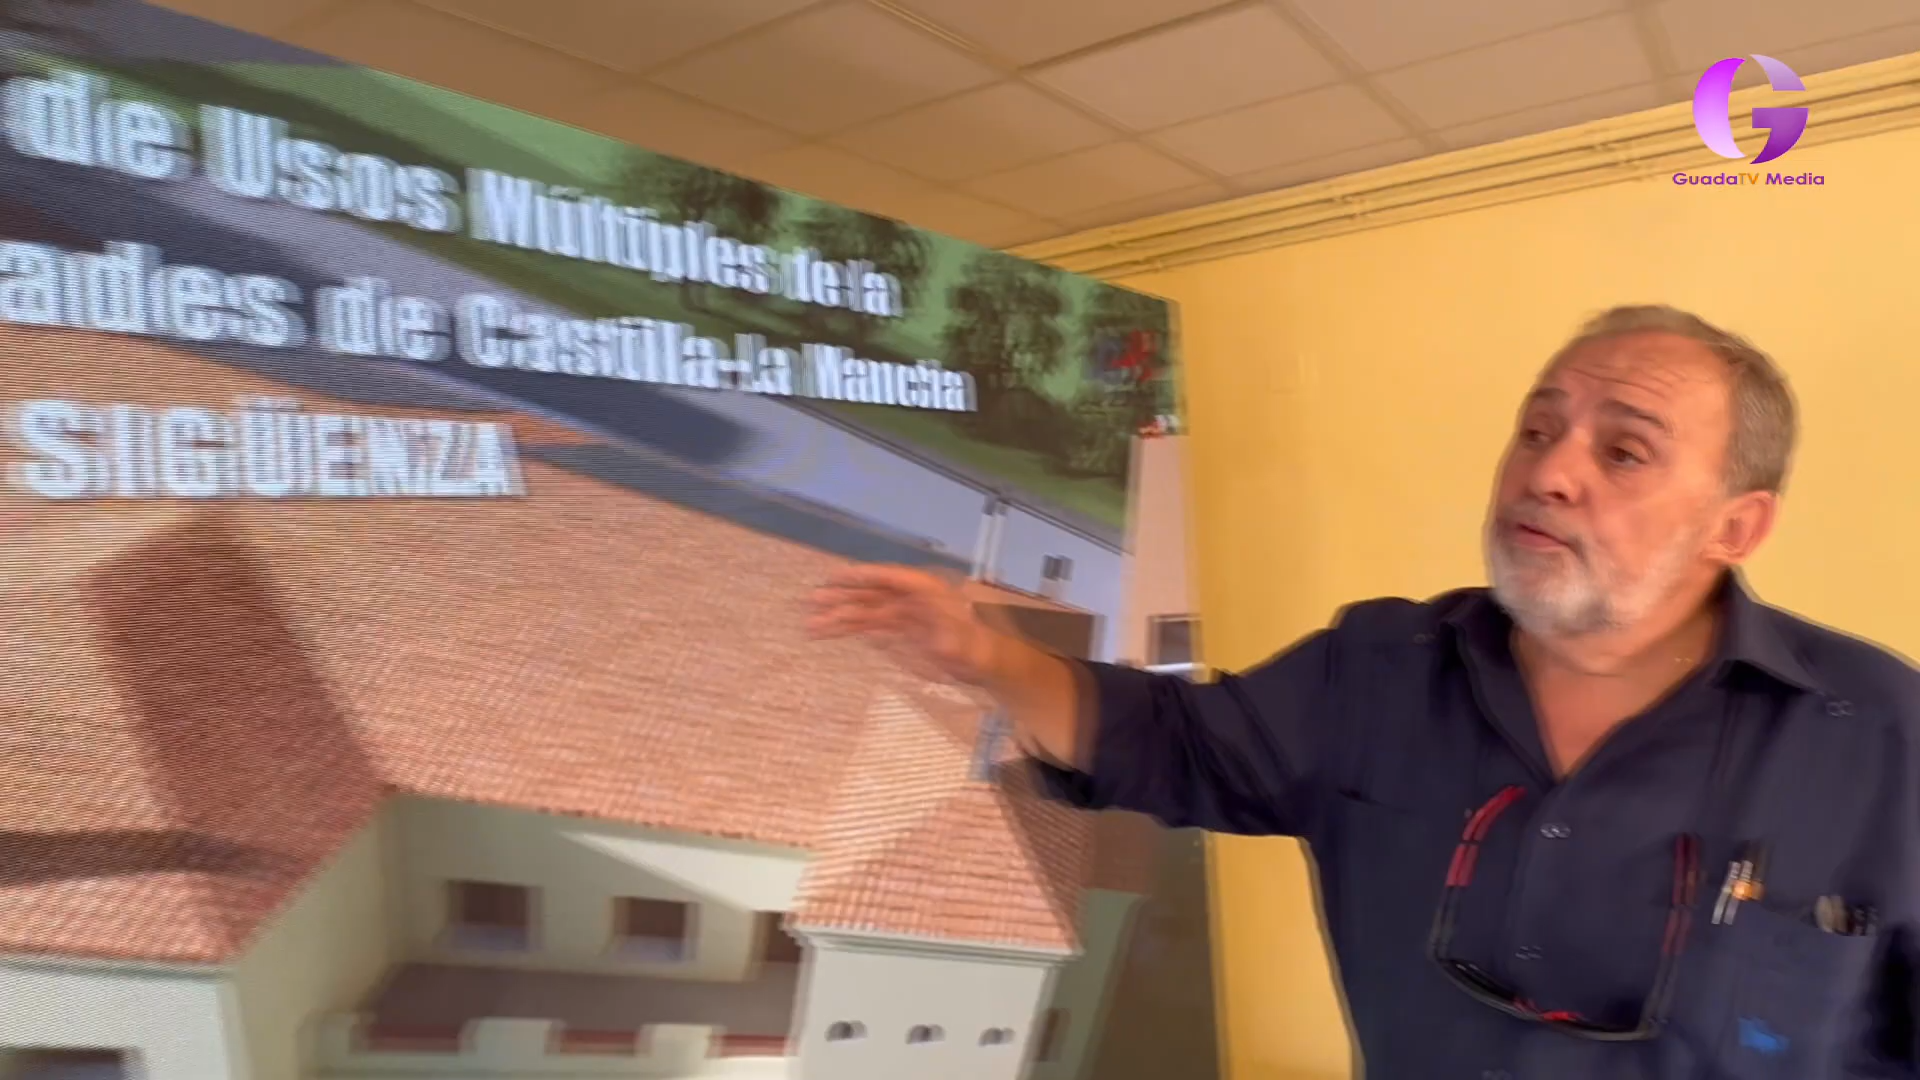 de Usos Múltiples de la
ades de Castilla-La Mancha
SIGÜENZA
GuadaTV Media